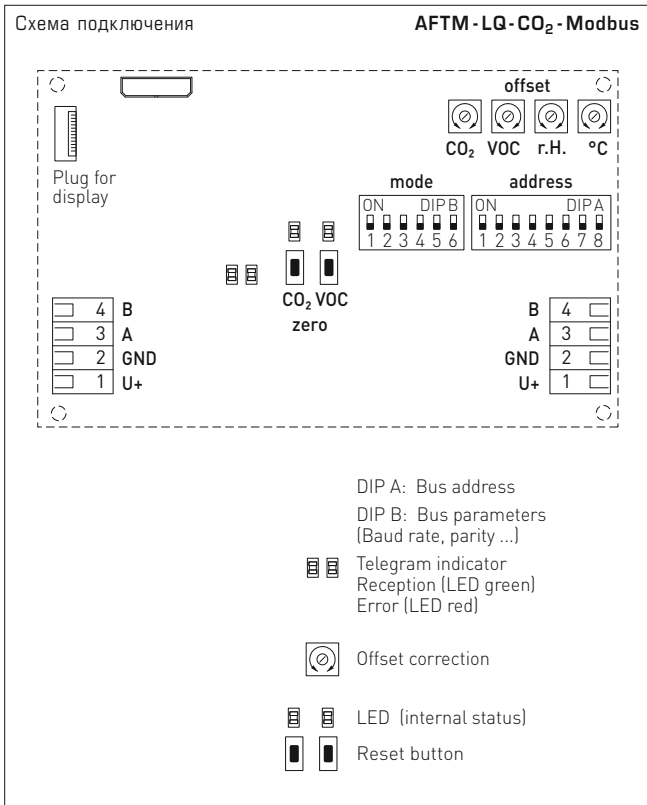 Схема подключения
AFTM-LQ-CO₂-Modbus
offset
CO₂ VOC r.H. °C
Plug for
display
mode
address
ON DIP B
1 2 3 4 5 6
ON DIP A
1 2 3 4 5 6 7 8
CO₂ VOC
zero
4 B
3 A
2 GND
1 U+
B 4
A 3
GND 2
U+ 1
DIP A: Bus address
DIP B: Bus parameters
(Baud rate, parity ...)
Telegram indicator
Reception (LED green)
Error (LED red)
Offset correction
LED (internal status)
Reset button